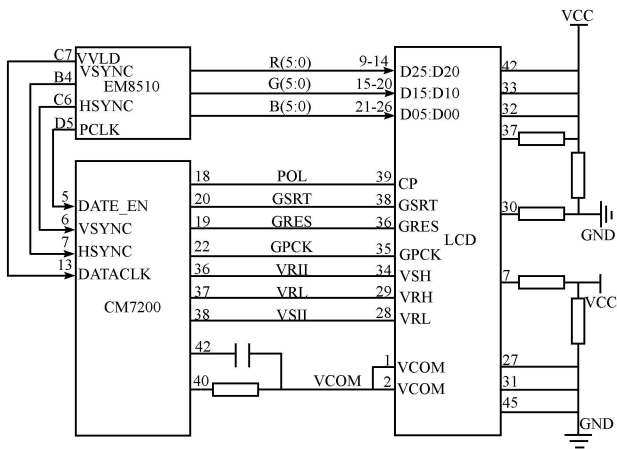 VCC
C7 VVLD R(5:0) 9-14
VSYNC D25:D20 42
B4 EM8510 G(5:0) 15-20
C6 HSYNC D15:D10 33
B(5:0) 21-26
D5 PCLK D05:D00 32
37
18 POL 39 CP
5 DATE_EN 20 GSRT 38 GSRT 30
6 VSYNC 19 GRES 36 GRES GND
7 HSYNC 22 GPCK 35 GPCK LCD
13 DATACLK 36 VRII 34 VSH 7
CM7200 37 VRL 29 VRH VCC
38 VSII 28 VRL
42
1 VCOM 27
40 VCOM 2 VCOM 31
45
GND